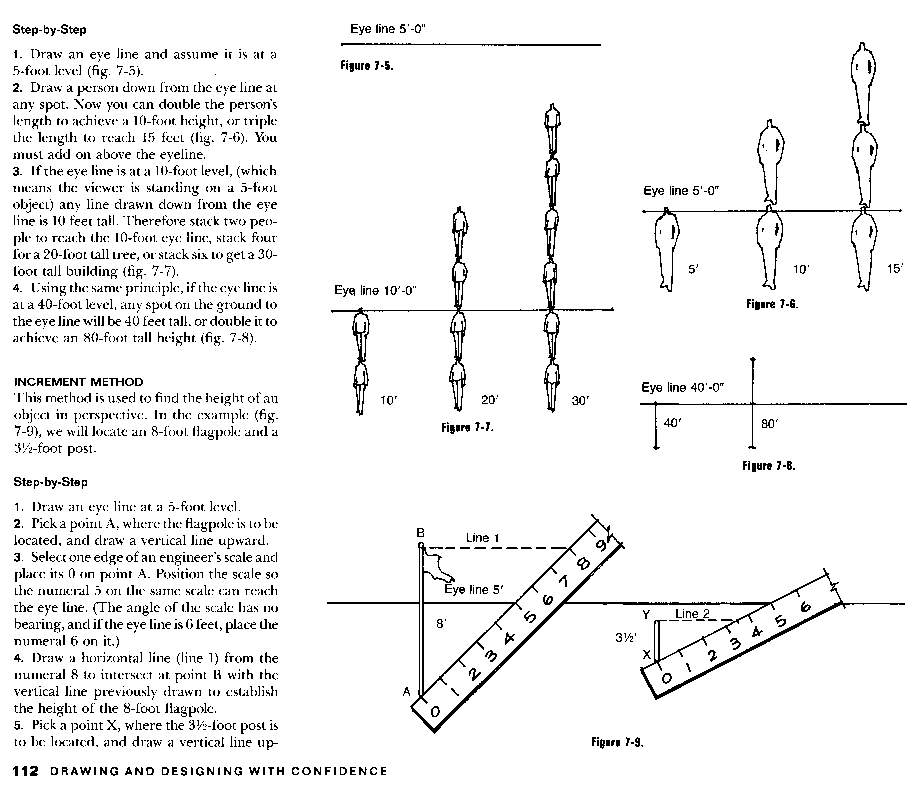 Step-by-Step
1. Draw an eye line and assume it is at a
5-foot level (fig. 7-5).
2. Draw a person down from the eye line at
any spot. Now you can double the person's
length to achieve a 10-foot height, or triple
the length to reach 15 feet (fig. 7-6). You
must add on above the eyeline.
3. If the eye line is at a 10-foot level, (which
means the viewer is standing on a 5-foot
object) any line drawn down from the eye
line is 10 feet tall. Therefore stack two peo-
ple to reach the 10-foot eye line, stack four
for a 20-foot tall tree, or stack six to get a 30-
foot tall building (fig. 7-7).
4. Using the same principle, if the eye line is
at a 40-foot level, any spot on the ground to
the eye line will be 40 feet tall, or double it to
achieve an 80-foot tall height (fig. 7-8).
INCREMENT METHOD
This method is used to find the height of an
object in perspective. In the example (fig.
7-9), we will locate an 8-foot flagpole and a
3½-foot post.
Step-by-Step
1. Draw an eye line at a 5-foot level.
2. Pick a point A, where the flagpole is to be
located, and draw a vertical line upward.
3. Select one edge of an engineer's scale and
place its 0 on point A. Position the scale so
the numeral 5 on the same scale can reach
the eye line. (The angle of the scale has no
bearing, and if the eye line is 6 feet, place the
numeral 6 on it.)
4. Draw a horizontal line (line 1) from the
numeral 8 to intersect at point B with the
vertical line previously drawn to establish
the height of the 8-foot flagpole.
5. Pick a point X, where the 3½-foot post is
to be located, and draw a vertical line up-
112 DRAWING AND DESIGNING WITH CONFIDENCE
Eye line 5'-0"
Figure 7-5.
Eye line 10'-0"
10' 20' 30'
Figure 7-7.
Eye line 5'-0"
5' 10' 15'
Figure 7-6.
Eye line 40'-0"
40' 80'
Figure 7-8.
B Line 1
Eye line 5'
8'
A
0 1 2 3 4 5 6 7 8 9
Y Line 2
3½'
X
0 1 2 3 4 5 6
Figure 7-9.